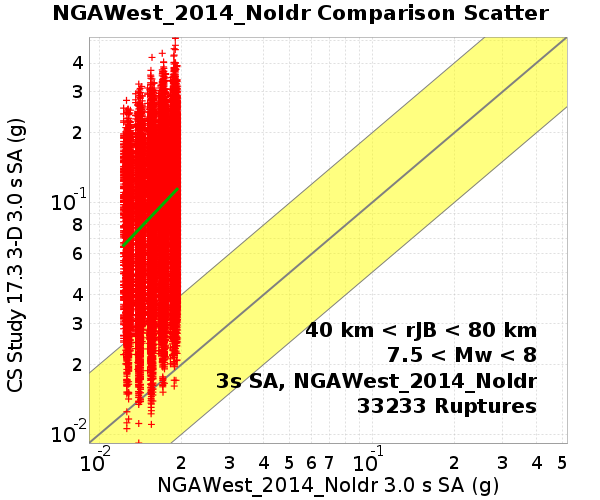 NGAWest_2014_NoIdr Comparison Scatter
CS Study 17.3 3-D 3.0 s SA (g)
4
3
2
10^-1
8
6
4
3
2
10^-2
40 km < rJB < 80 km
7.5 < Mw < 8
3s SA, NGAWest_2014_NoIdr
33233 Ruptures
10^-2 2 3 4 5 6 7 10^-1 2 3 4 5
NGAWest_2014_NoIdr 3.0 s SA (g)